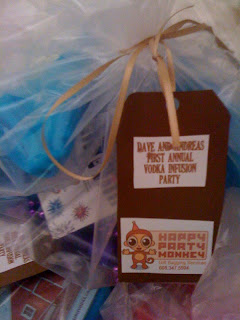 DAVE AND ANDREAS
FIRST ANNUAL
VODKA INFUSION
PARTY
HAPPY
PARTY
MONKEY